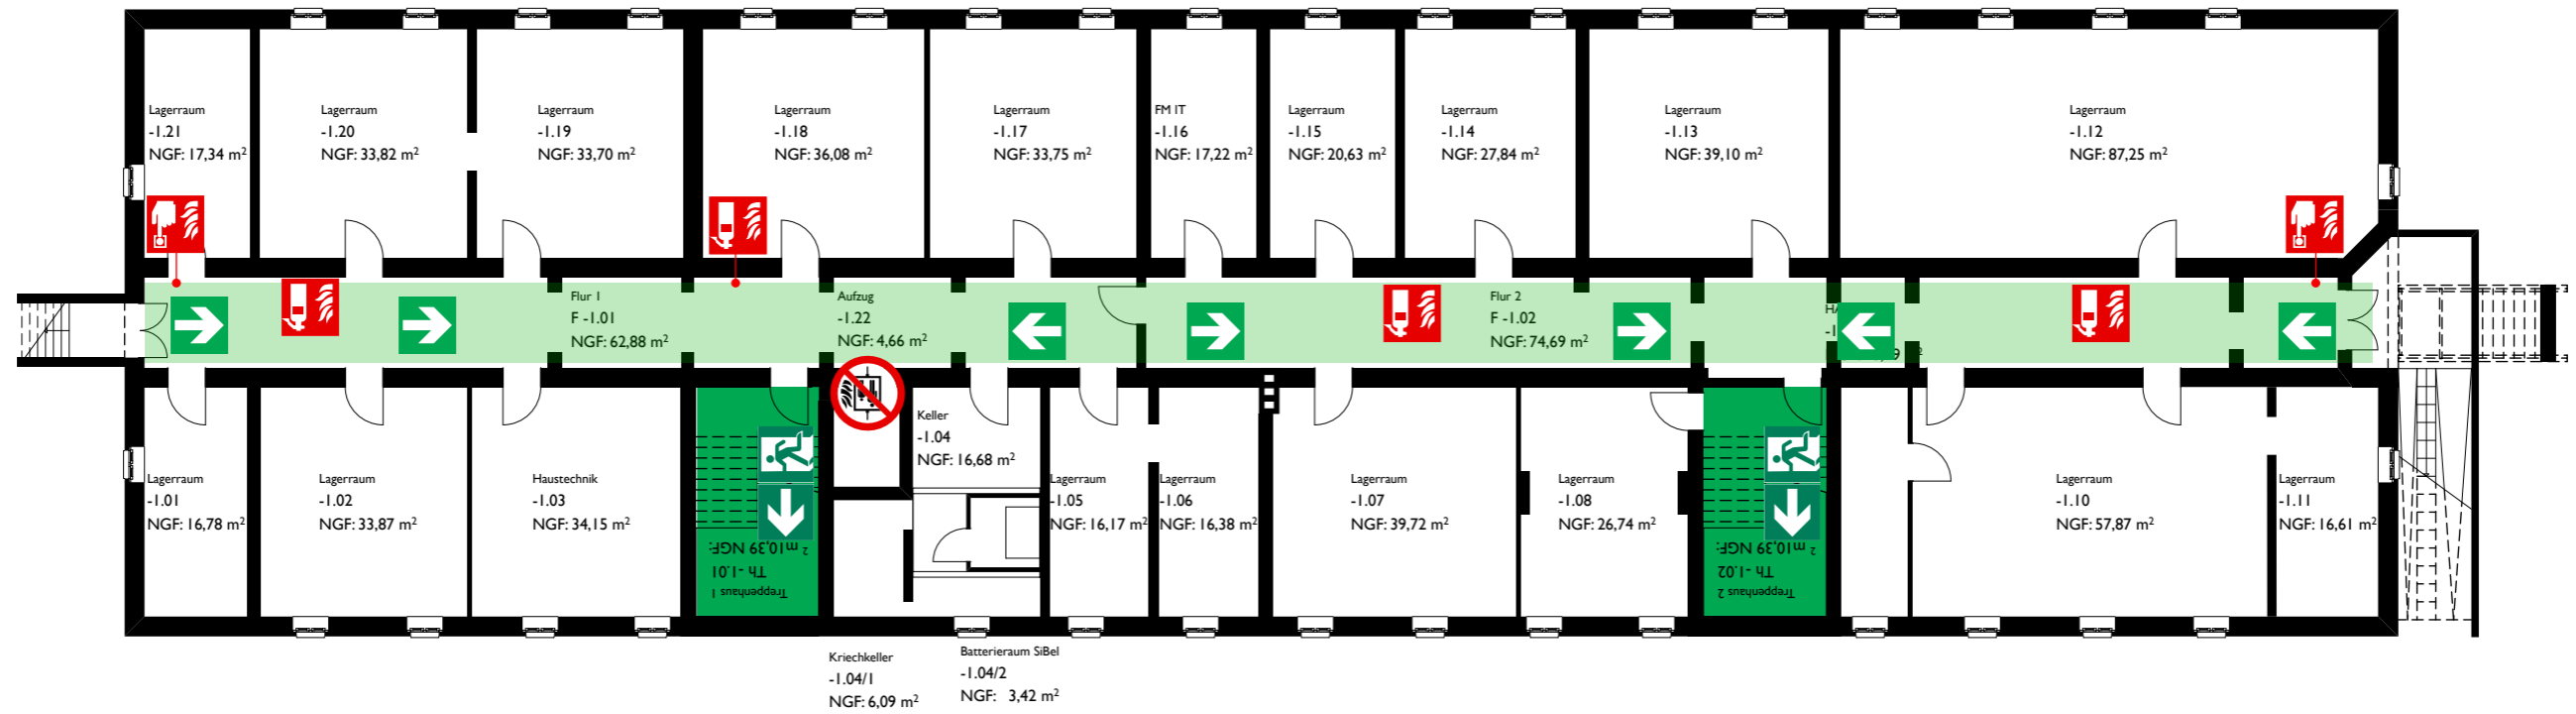 Lagerraum
-1.21
NGF: 17,34 m²
Lagerraum
-1.20
NGF: 33,82 m²
Lagerraum
-1.19
NGF: 33,70 m²
Lagerraum
-1.18
NGF: 36,08 m²
Lagerraum
-1.17
NGF: 33,75 m²
FM IT
-1.16
NGF: 17,22 m²
Lagerraum
-1.15
NGF: 20,63 m²
Lagerraum
-1.14
NGF: 27,84 m²
Lagerraum
-1.13
NGF: 39,10 m²
Lagerraum
-1.12
NGF: 87,25 m²
Flur 1
F -1.01
NGF: 62,88 m²
Aufzug
-1.22
NGF: 4,66 m²
Flur 2
F -1.02
NGF: 74,69 m²
Lagerraum
-1.01
NGF: 16,78 m²
Lagerraum
-1.02
NGF: 33,87 m²
Haustechnik
-1.03
NGF: 34,15 m²
Treppenhaus 1
Th -1.01
m10,39 NGF:
2
Keller
-1.04
NGF: 16,68 m²
Lagerraum
-1.05
NGF: 16,17 m²
Lagerraum
-1.06
NGF: 16,38 m²
Lagerraum
-1.07
NGF: 39,72 m²
Lagerraum
-1.08
NGF: 26,74 m²
Treppenhaus 2
Th -1.02
m10,39 NGF:
2
Lagerraum
-1.10
NGF: 57,87 m²
Lagerraum
-1.11
NGF: 16,61 m²
Kriechkeller
-1.04/1
NGF: 6,09 m²
Batterieraum SiBel
-1.04/2
NGF: 3,42 m²